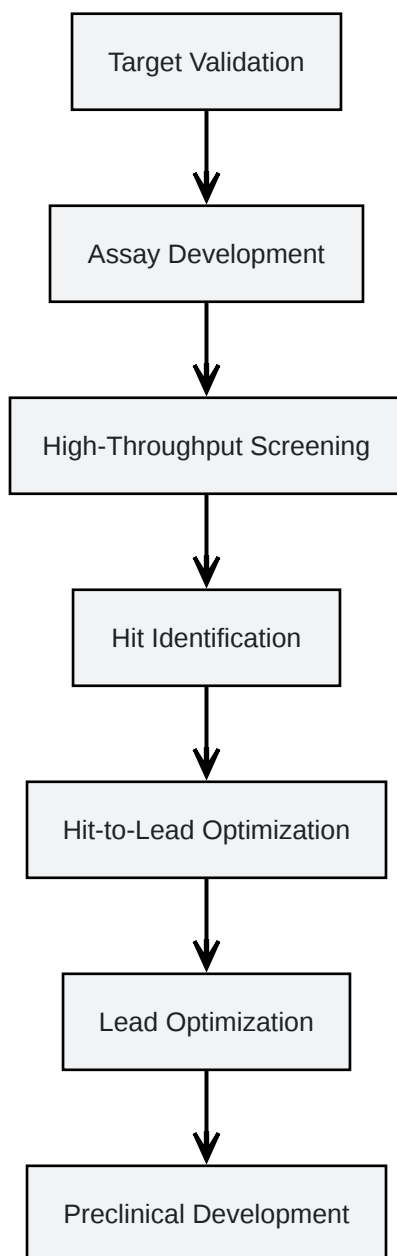 Target Validation
Assay Development
High-Throughput Screening
Hit Identification
Hit-to-Lead Optimization
Lead Optimization
Preclinical Development